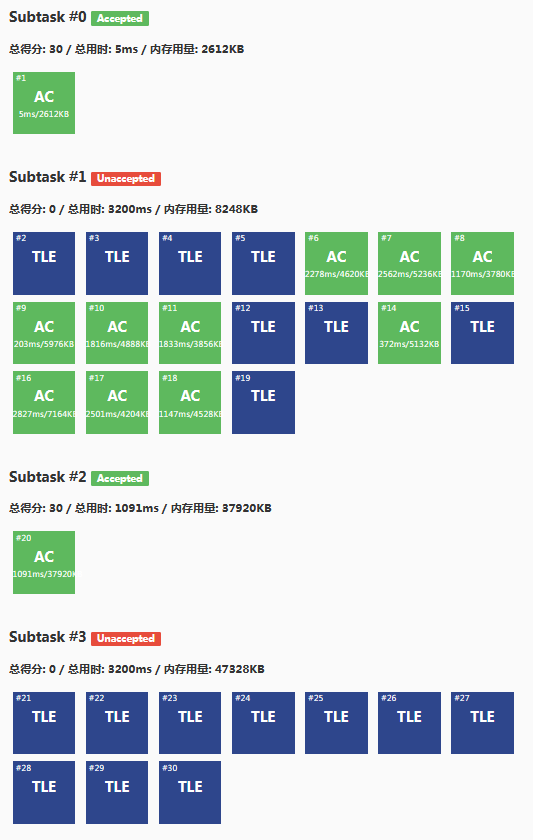 Subtask #0 Accepted
总得分: 30 / 总用时: 5ms / 内存用量: 2612KB
#1
AC
5ms/2612KB
Subtask #1 Unaccepted
总得分: 0 / 总用时: 3200ms / 内存用量: 8248KB
#2 #3 #4 #5 #6 #7 #8
TLE TLE TLE TLE AC AC AC
2278ms/4620KB 2562ms/5236KB 1170ms/3780KB
#9 #10 #11 #12 #13 #14 #15
AC AC AC TLE TLE AC TLE
203ms/5976KB 1816ms/4888KB 1833ms/3856KB 372ms/5132KB
#16 #17 #18 #19
AC AC AC TLE
2827ms/7164KB 2501ms/4204KB 1147ms/4528KB
Subtask #2 Accepted
总得分: 30 / 总用时: 1091ms / 内存用量: 37920KB
#20
AC
1091ms/37920K
Subtask #3 Unaccepted
总得分: 0 / 总用时: 3200ms / 内存用量: 47328KB
#21 #22 #23 #24 #25 #26 #27
TLE TLE TLE TLE TLE TLE TLE
#28 #29 #30
TLE TLE TLE